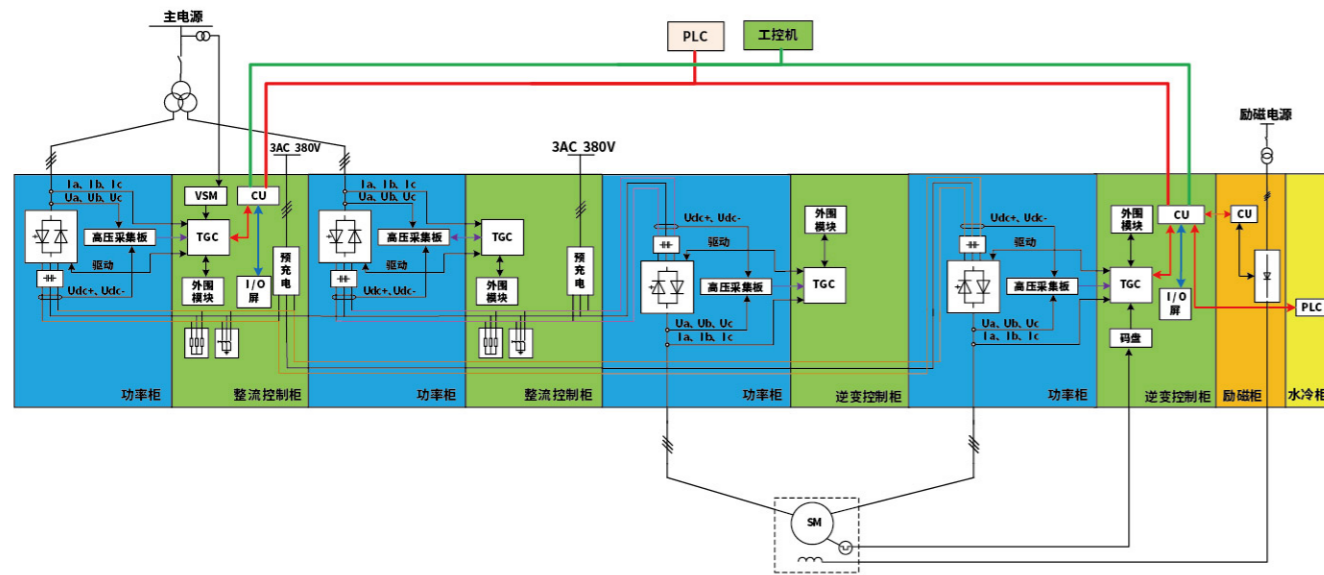 主电源
PLC
工控机
励磁电源
3AC 380V
3AC 380V
Ia、Ib、Ic
Ua、Ub、Uc
高压采集板
驱动
Udc+、Udc-
功率柜
VSM
CU
TGC
外围
模块
I/O
屏
预
充
电
整流控制柜
Ia、Ib、Ic
Ua、Ub、Uc
高压采集板
驱动
Udc+、Udc-
功率柜
TGC
外围
模块
预
充
电
整流控制柜
Udc+、Udc-
驱动
高压采集板
Ua、Ub、Uc
Ia、Ib、Ic
功率柜
外围
模块
TGC
逆变控制柜
Udc+、Udc-
驱动
高压采集板
Ua、Ub、Uc
Ia、Ib、Ic
功率柜
外围
模块
CU
TGC
I/O
屏
码盘
逆变控制柜
CU
励磁柜
PLC
水冷柜
SM